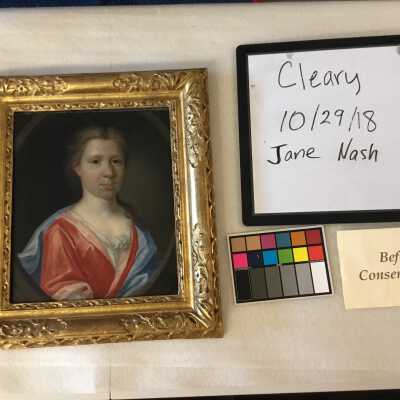 Cleary
10/29/18
Jane Nash
Bef
Conser